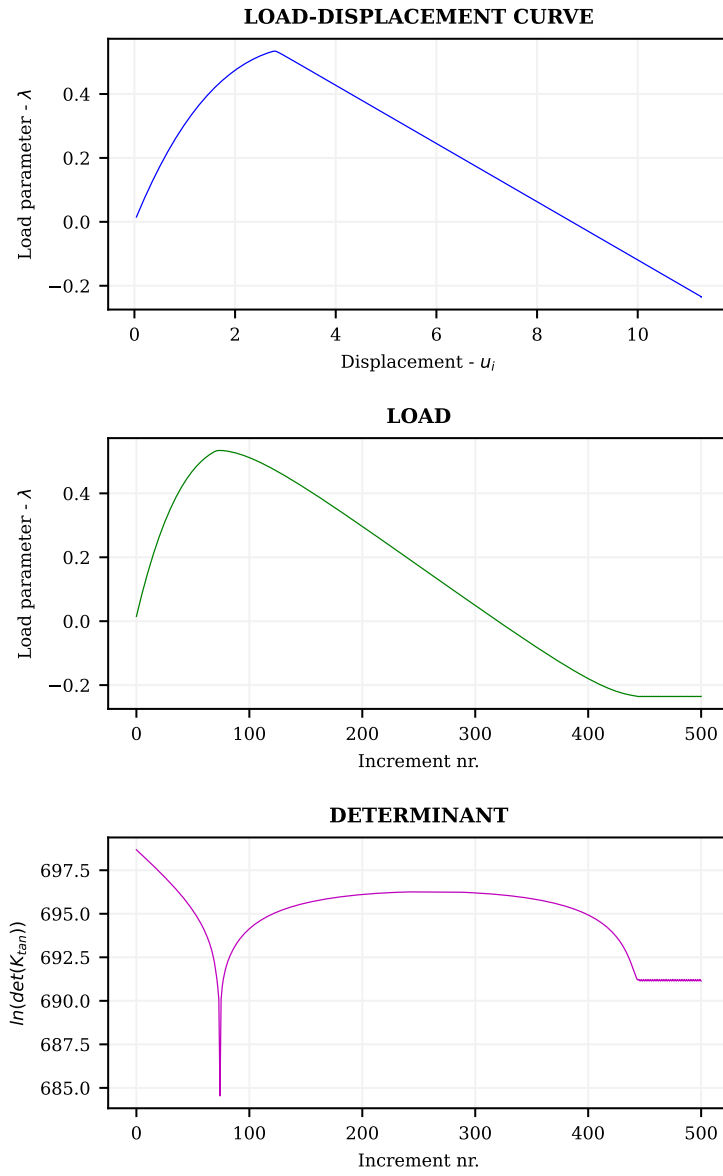 LOAD-DISPLACEMENT CURVE
Load parameter - λ
0.4
0.2
0.0
−0.2
0 2 4 6 8 10
Displacement - u_i
LOAD
Load parameter - λ
0.4
0.2
0.0
−0.2
0 100 200 300 400 500
Increment nr.
DETERMINANT
ln(det(K_tan))
697.5
695.0
692.5
690.0
687.5
685.0
0 100 200 300 400 500
Increment nr.